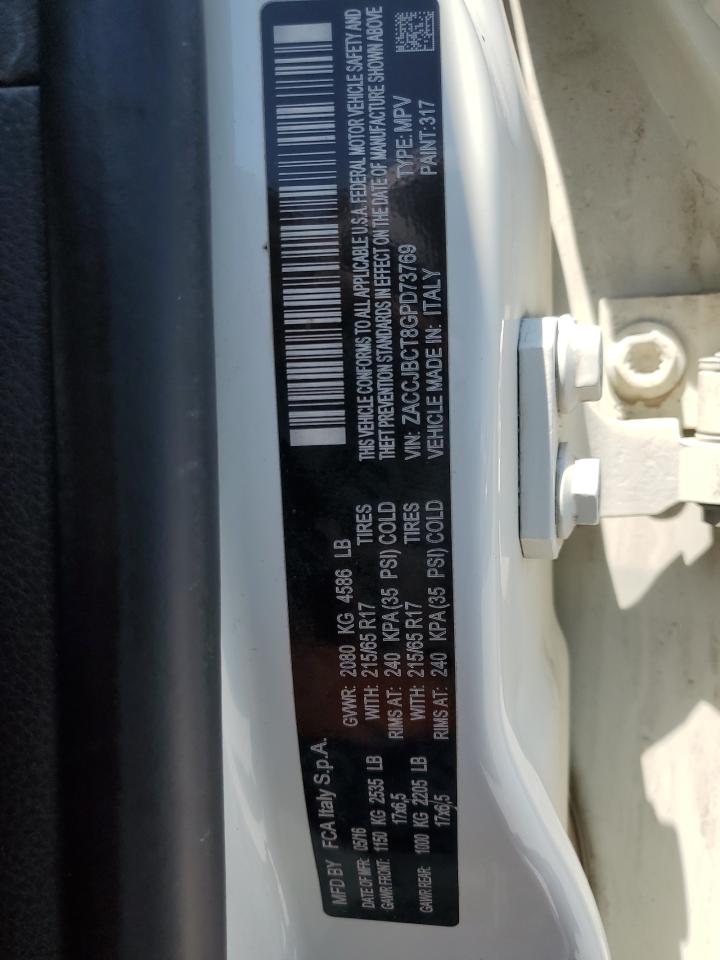 MFD BY FCA Italy S.p.A.
DATE OF MFR: 05/16 GVWR: 2080 KG 4586 LB
GAWR FRONT: 1150 KG 2535 LB WITH: 215/65 R17 TIRES
17x6,5 RIMS AT: 240 KPA (35 PSI) COLD
GAWR REAR: 1000 KG 2205 LB WITH: 215/65 R17 TIRES
17x6,5 RIMS AT: 240 KPA (35 PSI) COLD
THIS VEHICLE CONFORMS TO ALL APPLICABLE U.S.A. FEDERAL MOTOR VEHICLE SAFETY AND
THEFT PREVENTION STANDARDS IN EFFECT ON THE DATE OF MANUFACTURE SHOWN ABOVE
VIN: ZACCJBCT8GPD73769 TYPE: MPV
VEHICLE MADE IN: ITALY PAINT: 317